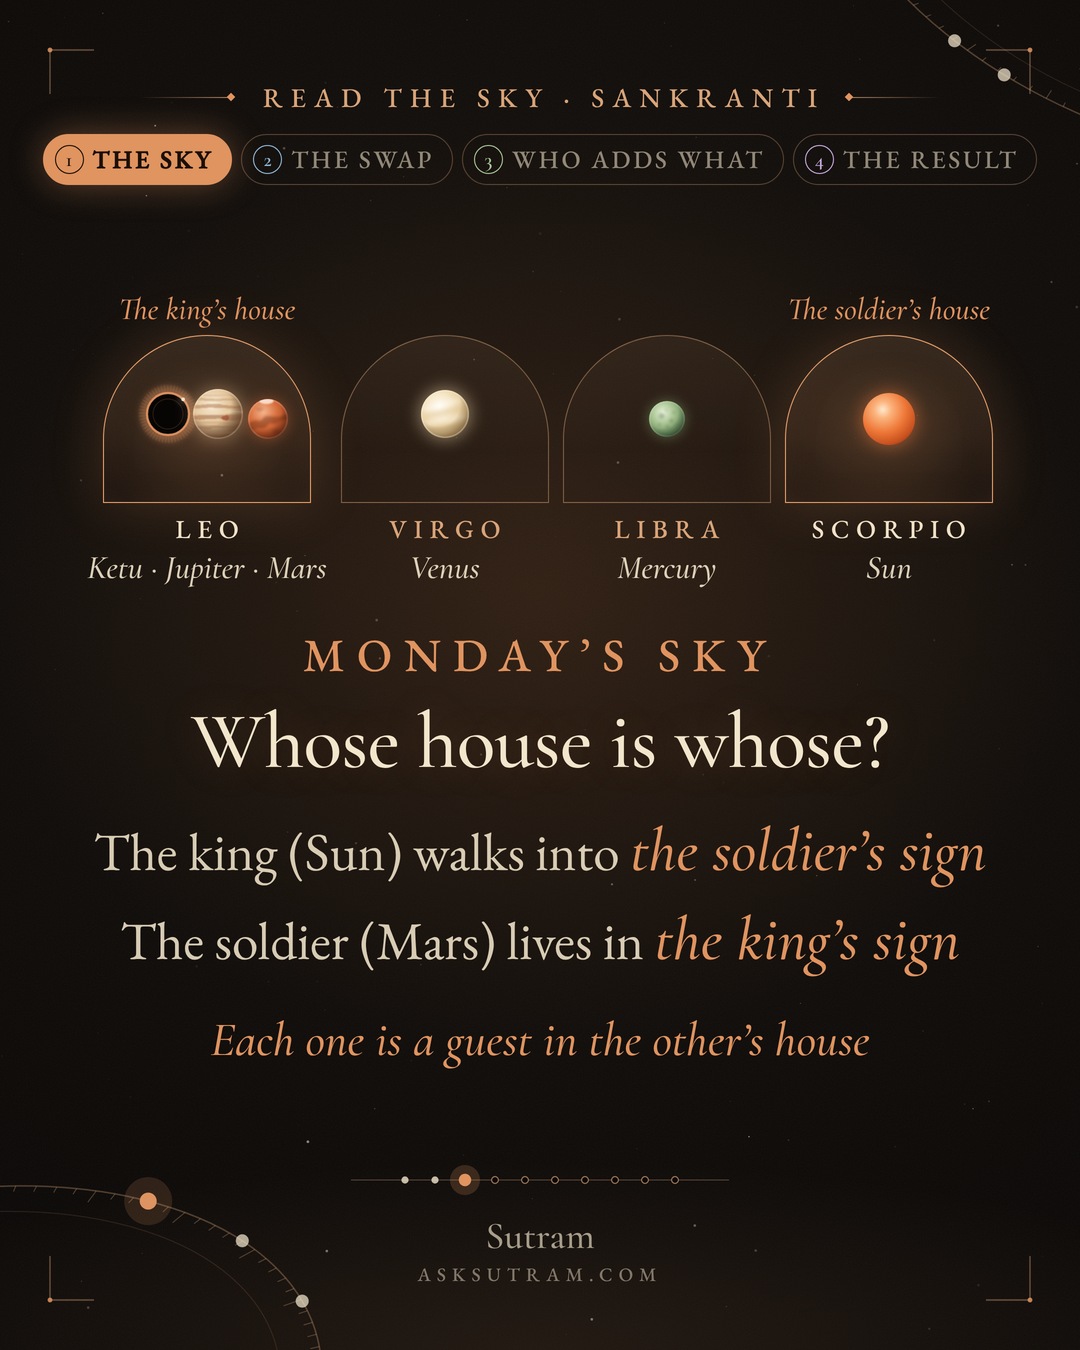 READ THE SKY · SANKRANTI
1 THE SKY 2 THE SWAP 3 WHO ADDS WHAT 4 THE RESULT
The king’s house The soldier’s house
LEO VIRGO LIBRA SCORPIO
Ketu · Jupiter · Mars Venus Mercury Sun
MONDAY’S SKY
Whose house is whose?
The king (Sun) walks into the soldier’s sign
The soldier (Mars) lives in the king’s sign
Each one is a guest in the other’s house
Sutram
ASKSUTRAM.COM